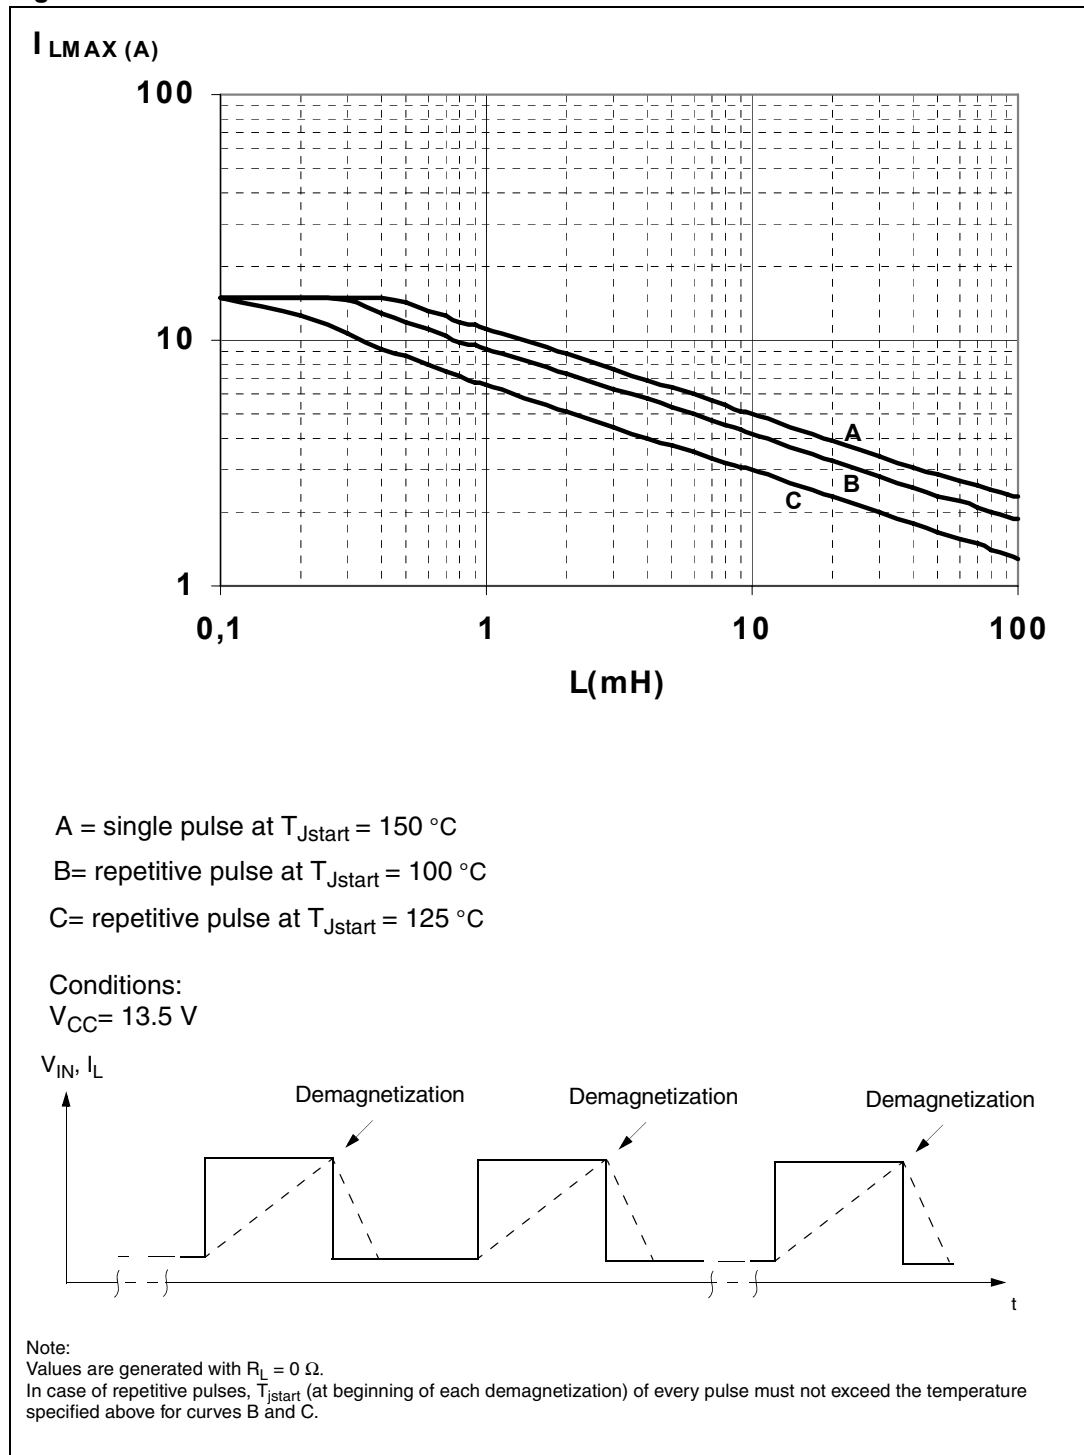 I LMAX (A)
100
10
1
0,1 1 10 100
L(mH)
A
B
C
A = single pulse at TJstart = 150 °C
B= repetitive pulse at TJstart = 100 °C
C= repetitive pulse at TJstart = 125 °C
Conditions:
VCC= 13.5 V
VIN, IL
Demagnetization Demagnetization Demagnetization
t
Note:
Values are generated with RL = 0 Ω.
In case of repetitive pulses, Tjstart (at beginning of each demagnetization) of every pulse must not exceed the temperature
specified above for curves B and C.